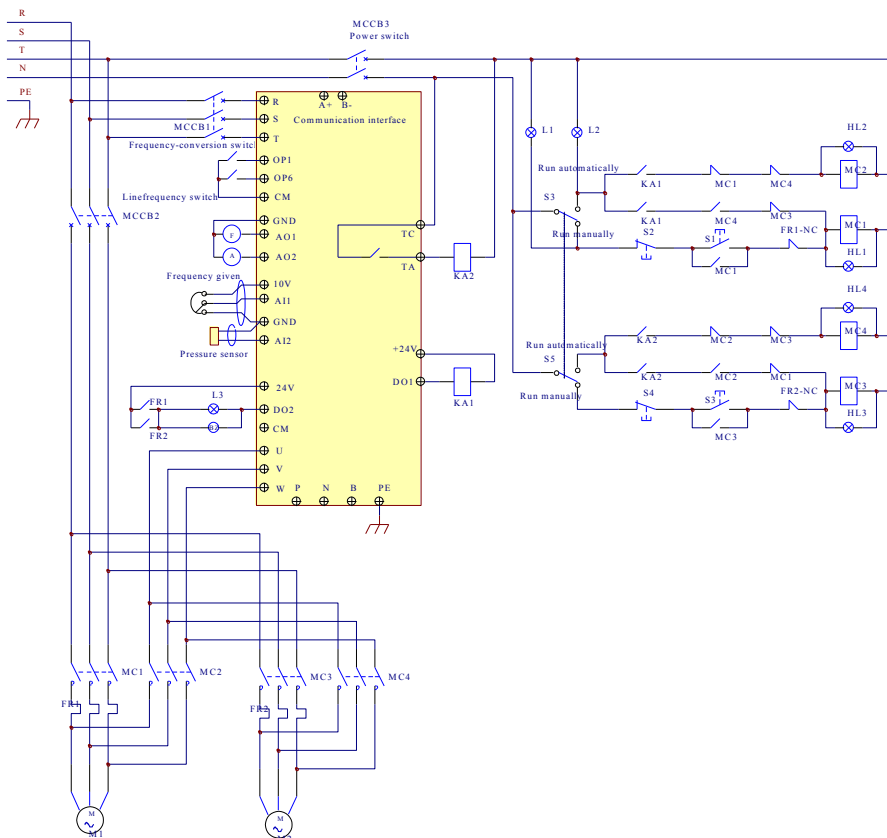 R
S
T
N
PE
MCCB3
Power switch
A+ B-
Communication interface
R
S
T
MCCB1
Frequency-conversion switc
OP1
OP6
CM
Linefrequency switch
MCCB2
GND
AO1
AO2
F
A
Frequency given
10V
AI1
GND
AI2
Pressure sensor
TC
TA
KA2
+24V
DO1
KA1
24V
DO2
CM
FR1
FR2
L3
U
V
W
P N B PE
L1
L2
Run automatically
S3
Run manually
KA1 MC1 MC4
HL2
MC2
KA1 MC4 MC3
MC1
S2 S1 FR1-NC
MC1
HL1
HL4
KA2 MC2 MC3
MC4
Run automatically
S5
Run manually
KA2 MC2 MC1
MC3
S4 S3 FR2-NC
MC3
HL3
MC1
MC2
MC3
MC4
FR1
FR2
M
M1
M